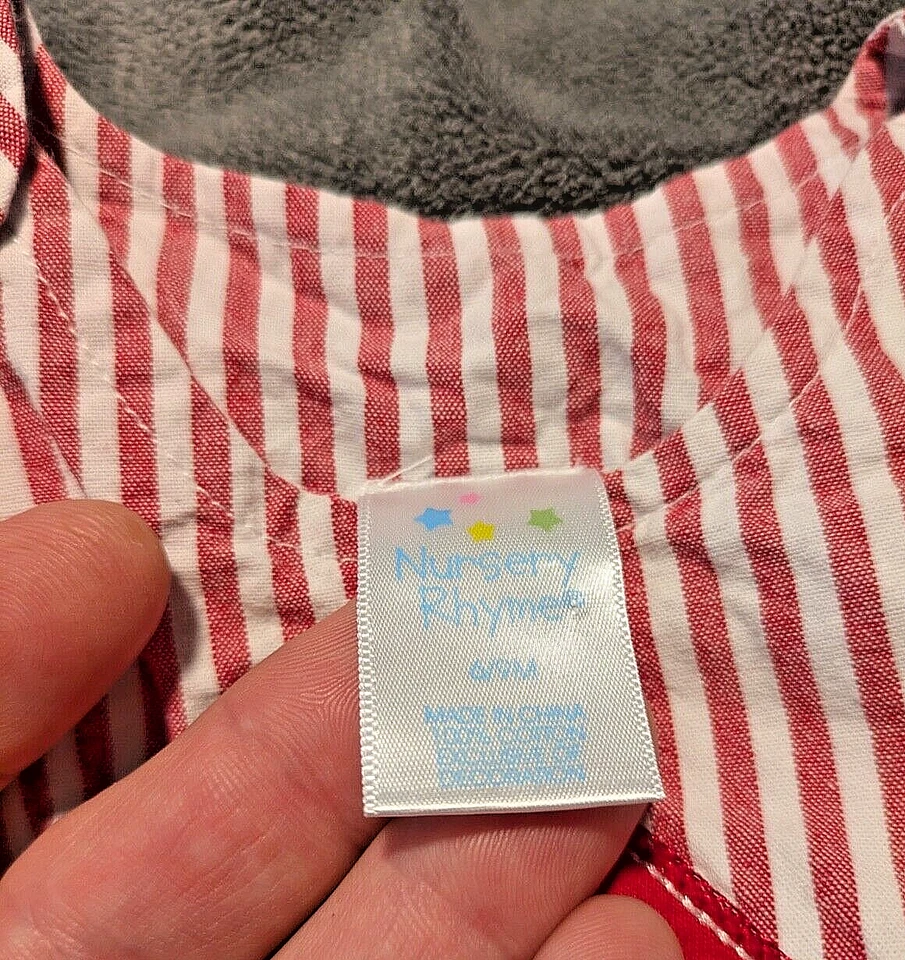 Nursery
Rhyme®
6/9M
MADE IN CHINA
100% COTTON
EXCLUSIVE OF
DECORATION